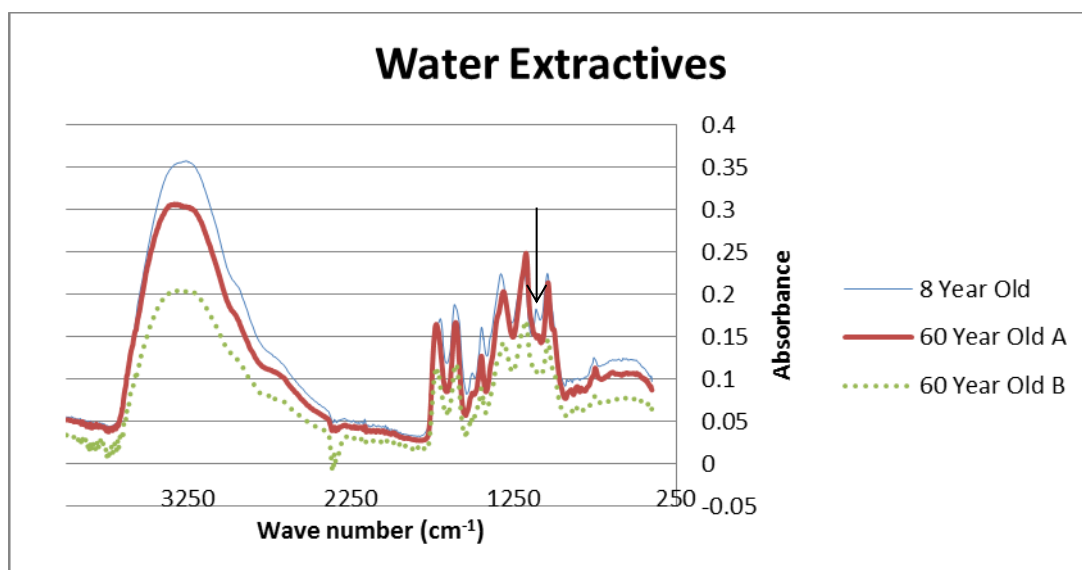 Water Extractives
0.4
0.35
0.3
0.25
0.2
0.15
0.1
0.05
0
-0.05
Absorbance
3250 2250 1250 250
Wave number (cm⁻¹)
8 Year Old
60 Year Old A
60 Year Old B